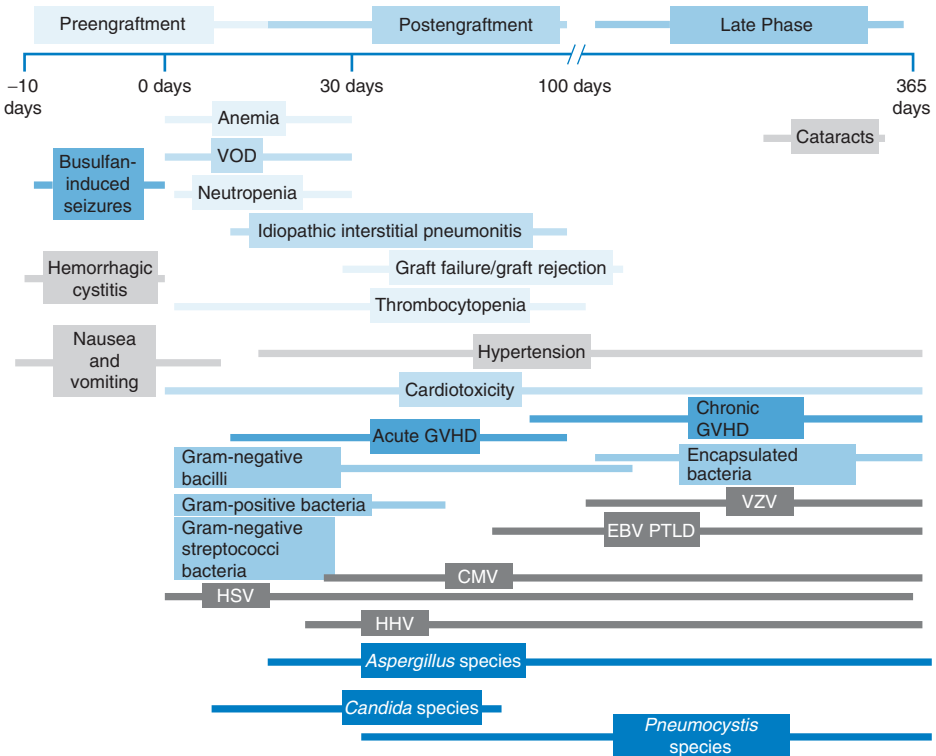 Preengraftment
Postengraftment
Late Phase
–10
days
0 days
30 days
100 days
365
days
Anemia
Cataracts
VOD
Busulfan-
induced
seizures
Neutropenia
Idiopathic interstitial pneumonitis
Hemorrhagic
cystitis
Graft failure/graft rejection
Thrombocytopenia
Nausea
and
vomiting
Hypertension
Cardiotoxicity
Chronic
GVHD
Acute GVHD
Gram-negative
bacilli
Encapsulated
bacteria
Gram-positive bacteria
VZV
Gram-negative
streptococci
bacteria
EBV PTLD
CMV
HSV
HHV
Aspergillus species
Candida species
Pneumocystis
species